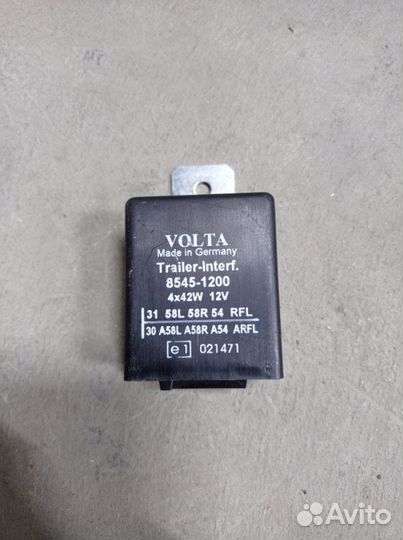 VOLTA
Made in Germany
Trailer-Interf.
8545-1200
4x42W 12V
31 58L 58R 54 RFL
30 A58L A58R A54 ARFL
e1 021471
Avito